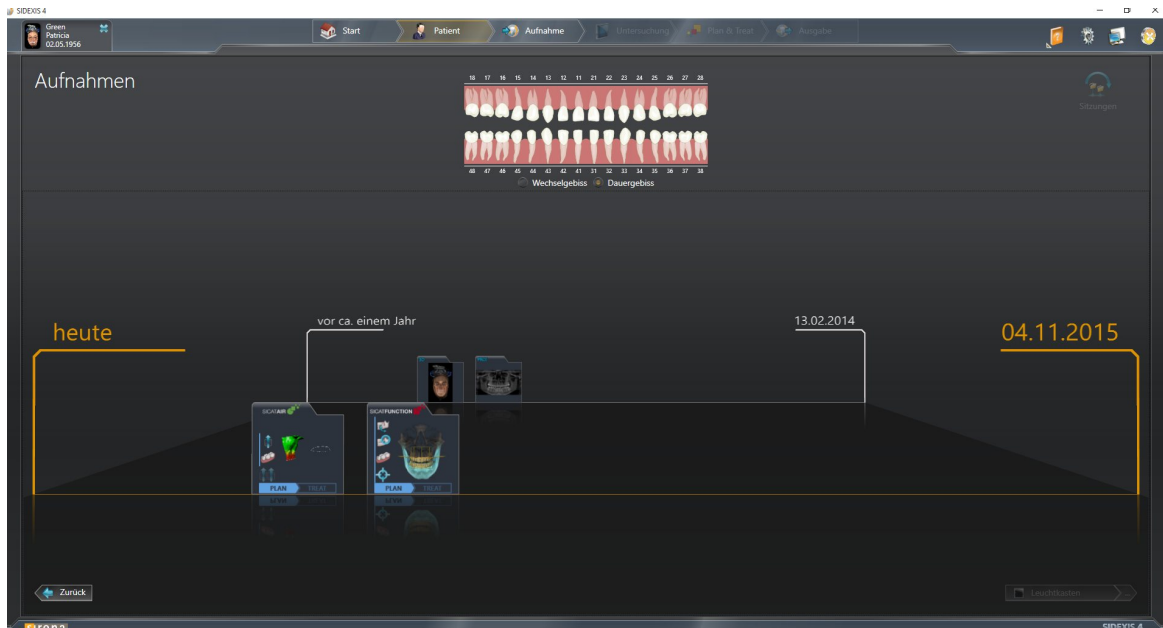 SIDEXIS 4
Green
Patricia
02.05.1956
Start
Patient
Aufnahme
Untersuchung
Plan & Treat
Ausgabe
Aufnahmen
Sitzungen
18 17 16 15 14 13 12 11 21 22 23 24 25 26 27 28
48 47 46 45 44 43 42 41 31 32 33 34 35 36 37 38
Wechselgebiss
Dauergebiss
heute
vor ca. einem Jahr
13.02.2014
04.11.2015
SICATAIR
SICATFUNCTION
PLAN TREAT
PLAN TREAT
Zurück
Leuchtkasten
sirona
SIDEXIS 4